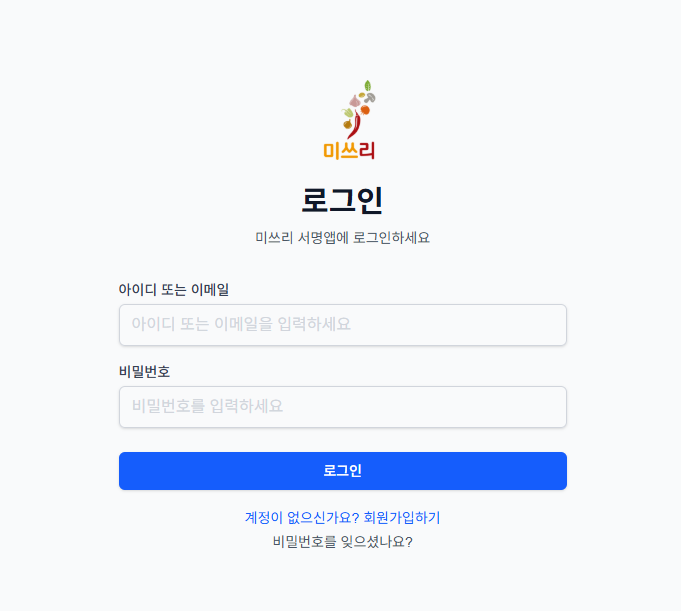 미쓰리
로그인
미쓰리 서명앱에 로그인하세요
아이디 또는 이메일
아이디 또는 이메일을 입력하세요
비밀번호
비밀번호를 입력하세요
로그인
계정이 없으신가요? 회원가입하기
비밀번호를 잊으셨나요?